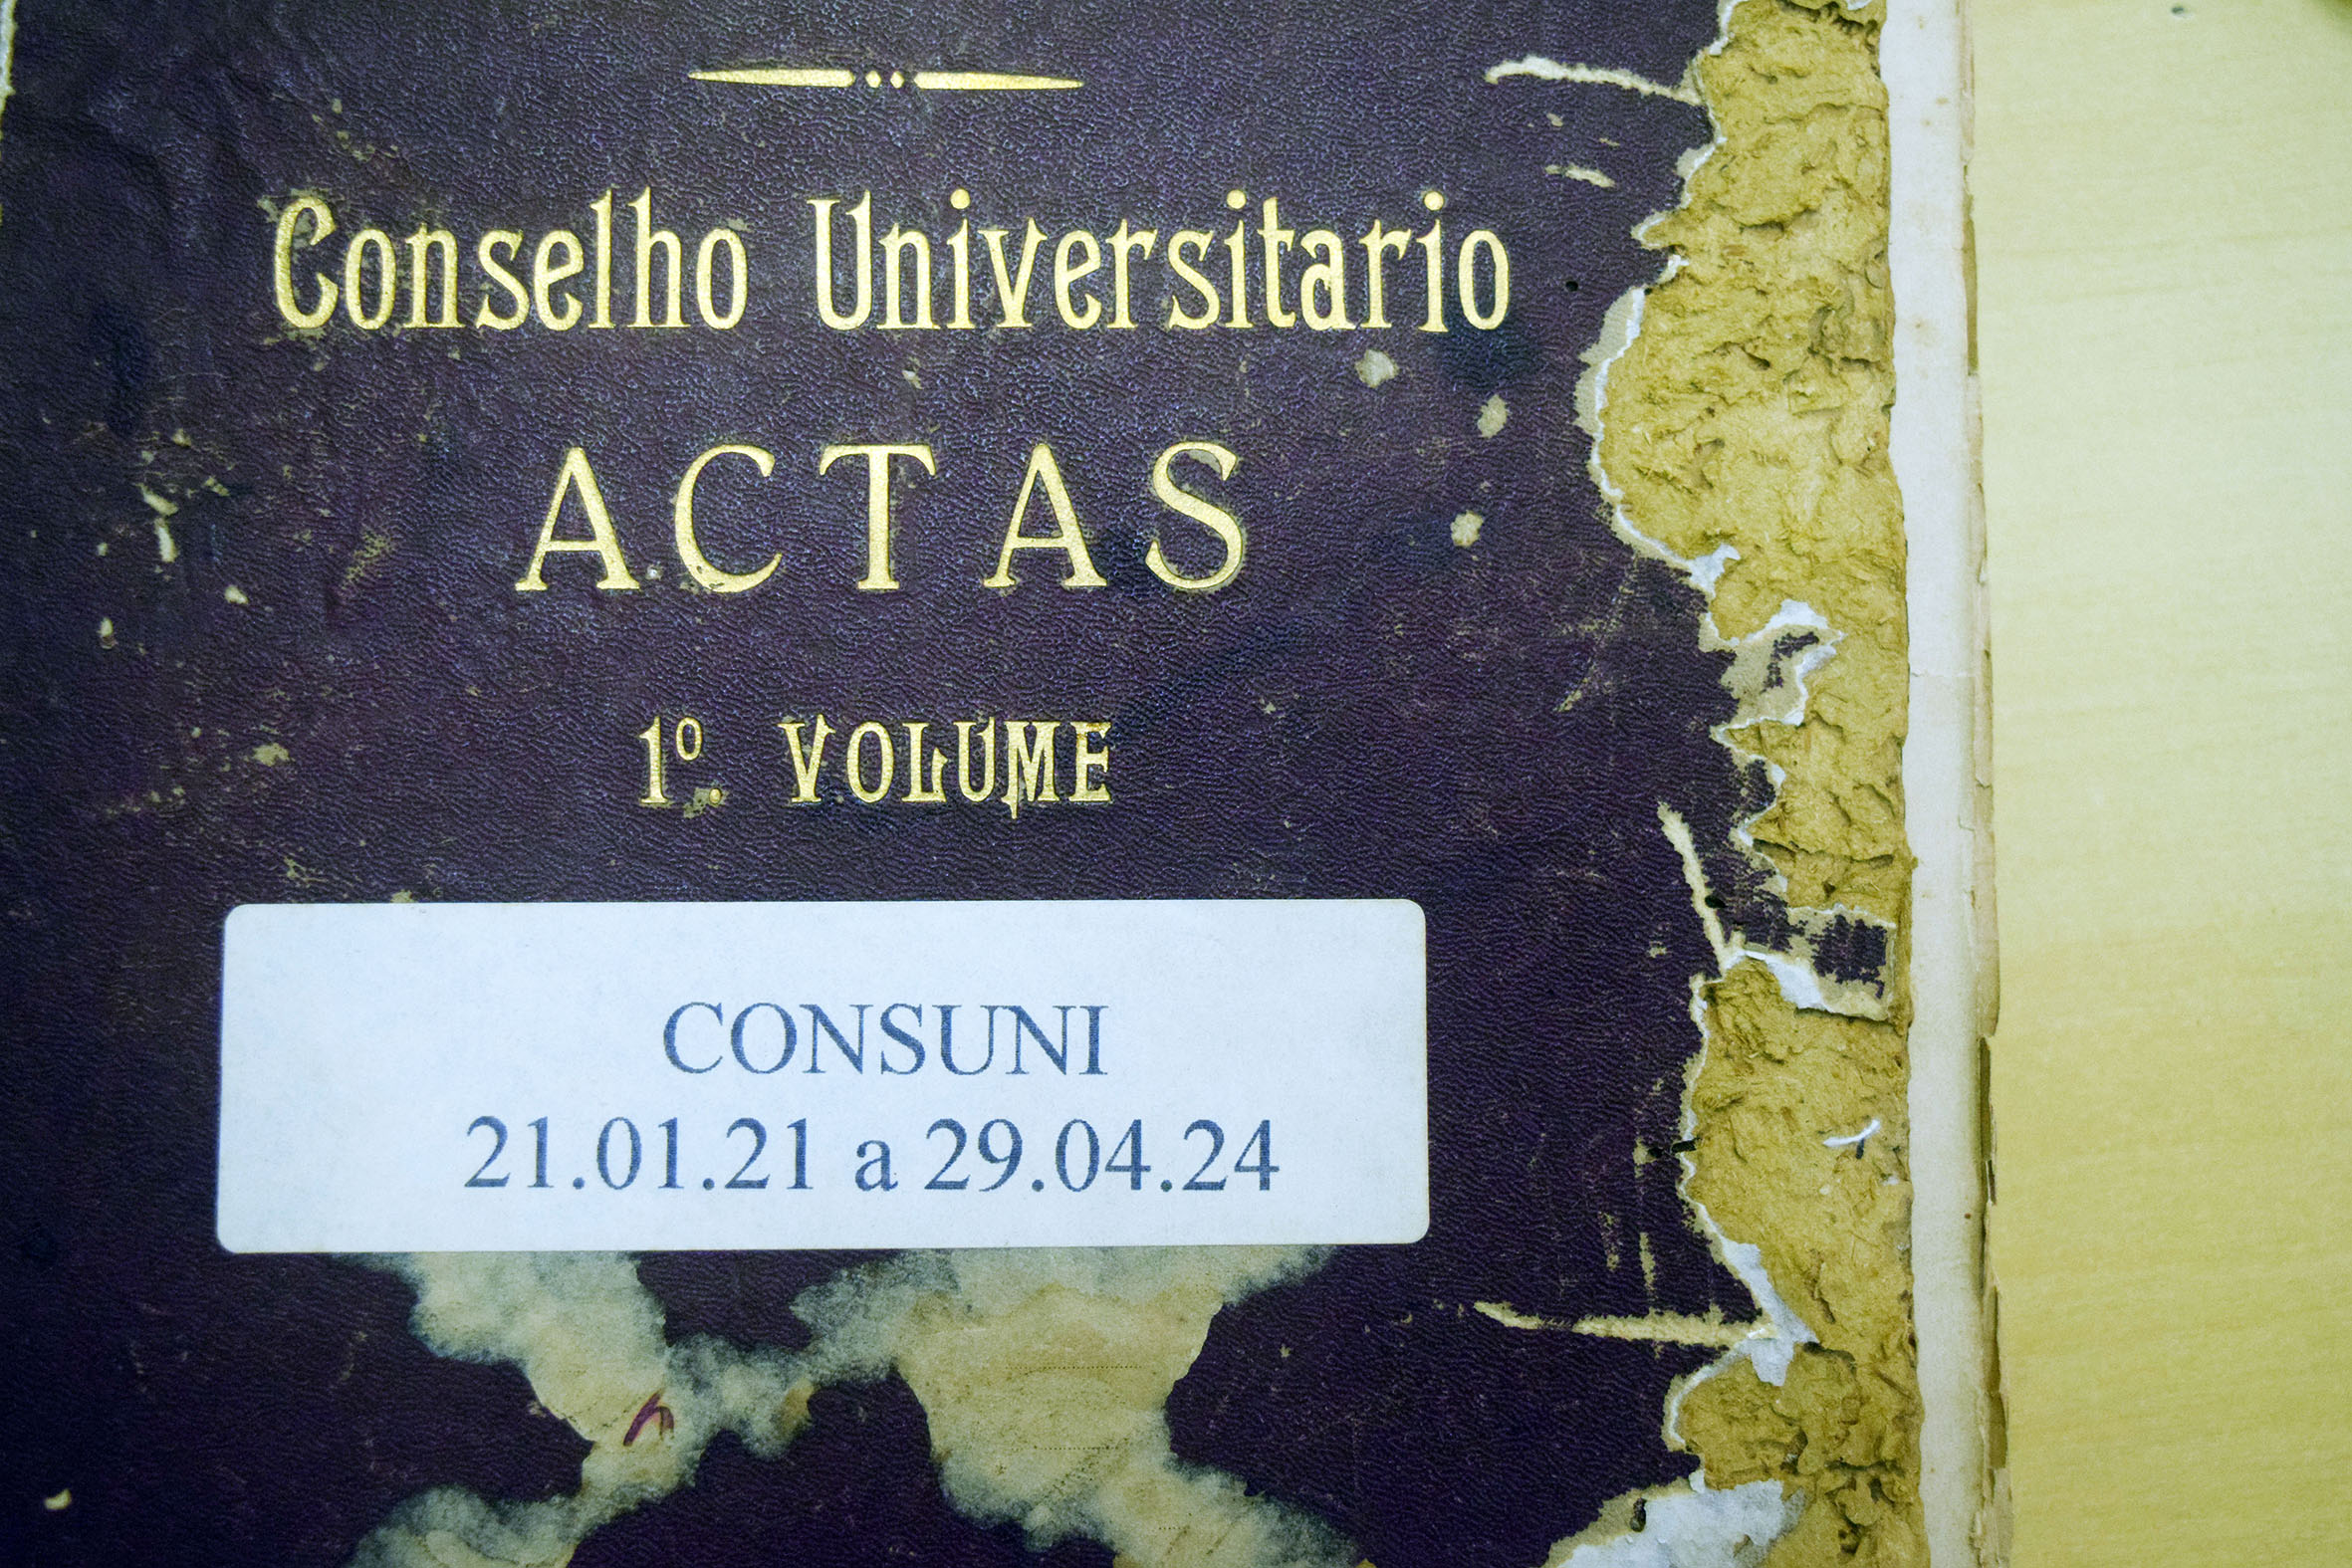 Conselho Universitario
ACTAS
1º. VOLUME
CONSUNI
21.01.21 a 29.04.24